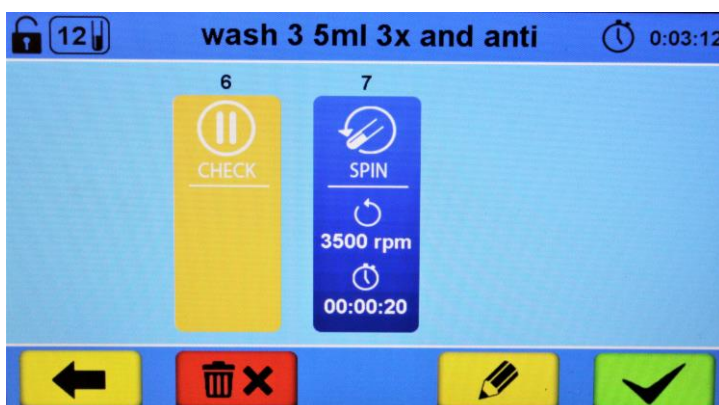 12
wash 3 5ml 3x and anti
0:03:12
6
7
CHECK
SPIN
3500 rpm
00:00:20